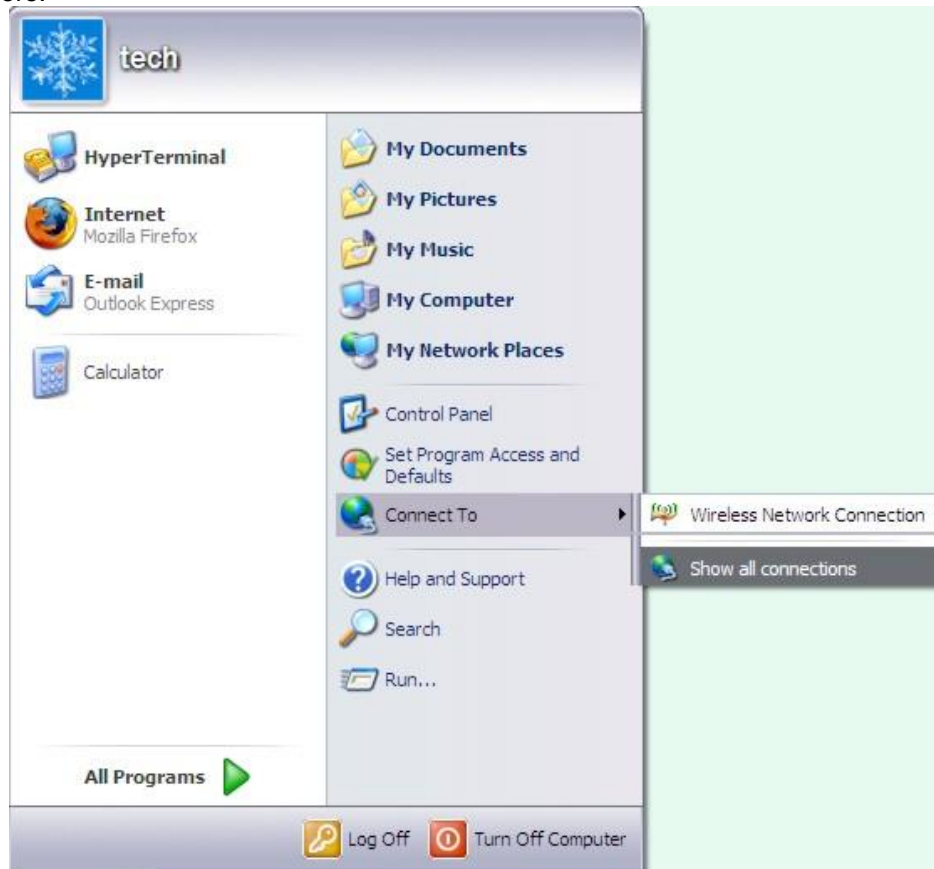 tech
HyperTerminal
Internet
Mozilla Firefox
E-mail
Outlook Express
Calculator
All Programs
My Documents
My Pictures
My Music
My Computer
My Network Places
Control Panel
Set Program Access and
Defaults
Connect To
Wireless Network Connection
Show all connections
Help and Support
Search
Run...
Log Off
Turn Off Computer